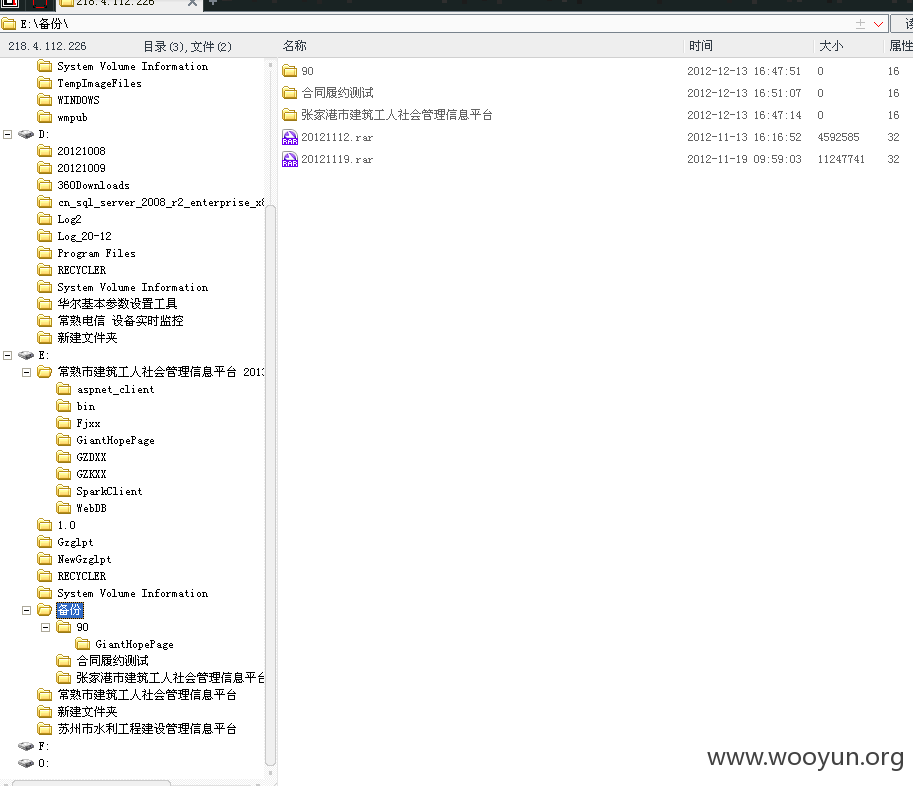 218.4.112.226
E:\备份\
218.4.112.226 目录(3),文件(2)
名称 时间 大小 属性
System Volume Information
TempImageFiles
WINDOWS
wmpub
D:
20121008
20121009
360Downloads
cn_sql_server_2008_r2_enterprise_x8
Log2
Log_20-12
Program Files
RECYCLER
System Volume Information
华尔基本参数设置工具
常熟电信 设备实时监控
新建文件夹
E:
常熟市建筑工人社会管理信息平台 2013
aspnet_client
bin
Fjxx
GiantHopePage
GZDXX
GZKXX
SparkClient
WebDB
1.0
Gzglpt
NewGzglpt
RECYCLER
System Volume Information
备份
90
GiantHopePage
合同履约测试
张家港市建筑工人社会管理信息平台
常熟市建筑工人社会管理信息平台
新建文件夹
苏州市水利工程建设管理信息平台
F:
O:
90 2012-12-13 16:47:51 0 16
合同履约测试 2012-12-13 16:51:07 0 16
张家港市建筑工人社会管理信息平台 2012-12-13 16:47:14 0 16
20121112.rar 2012-11-13 16:16:52 4592585 32
20121119.rar 2012-11-19 09:59:03 11247741 32
www.wooyun.org